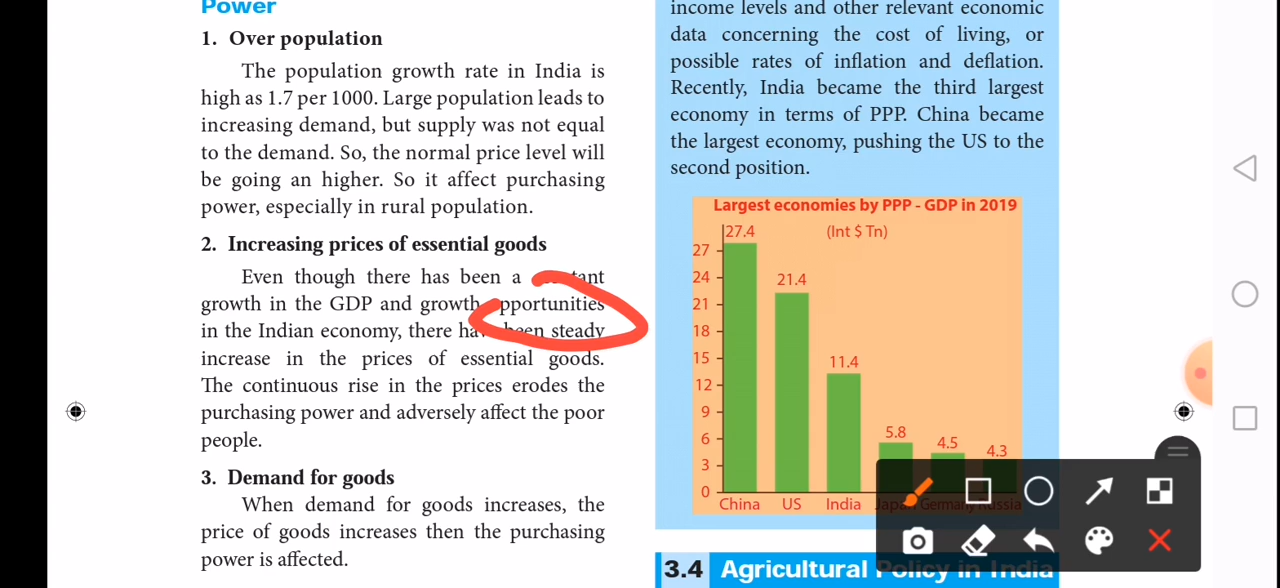 Power
1. Over population
The population growth rate in India is
high as 1.7 per 1000. Large population leads to
increasing demand, but supply was not equal
to the demand. So, the normal price level will
be going an higher. So it affect purchasing
power, especially in rural population.
2. Increasing prices of essential goods
Even though there has been a
growth in the GDP and growth opportunities
in the Indian economy, there have been steady
increase in the prices of essential goods.
The continuous rise in the prices erodes the
purchasing power and adversely affect the poor
people.
3. Demand for goods
When demand for goods increases, the
price of goods increases then the purchasing
power is affected.
income levels and other relevant economic
data concerning the cost of living, or
possible rates of inflation and deflation.
Recently, India became the third largest
economy in terms of PPP. China became
the largest economy, pushing the US to the
second position.
Largest economies by PPP - GDP in 2019
(Int $ Tn)
27.4
27
24
21.4
21
18
15
11.4
12
9
5.8
6
4.5
4.3
3
0
China US India Japan Germany Russia
3.4 Agricultural Policy in India